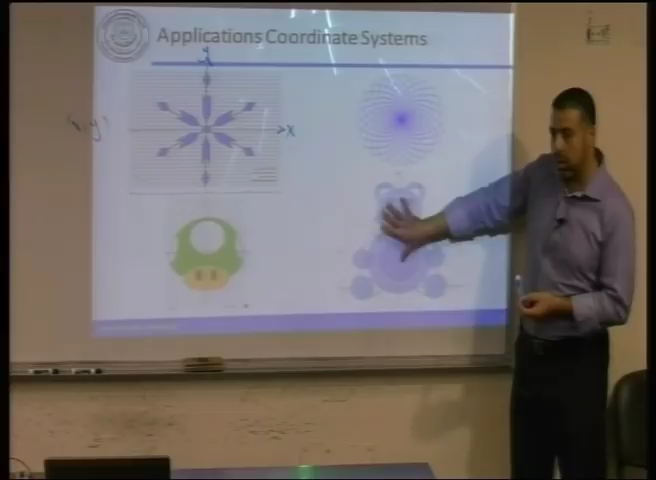 Applications Coordinate Systems
y
(x, y)
x